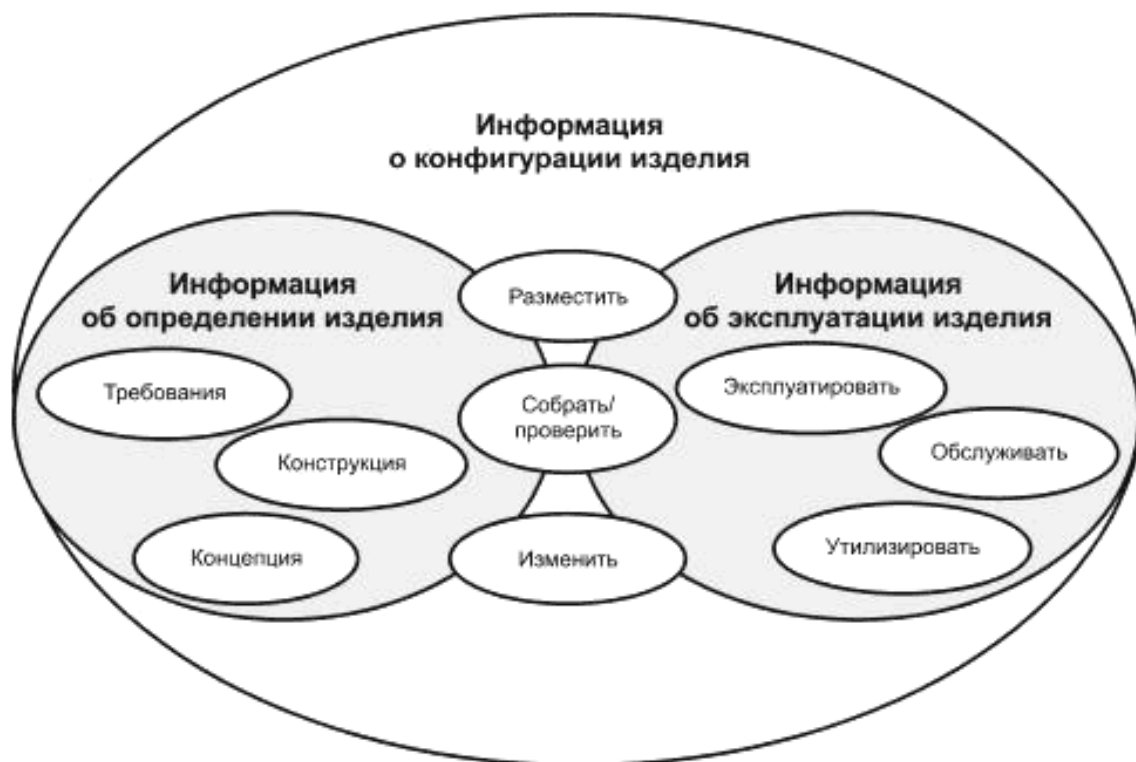 Информация
о конфигурации изделия
Информация
об определении изделия
Разместить
Информация
об эксплуатации изделия
Требования
Конструкция
Концепция
Собрать/
проверить
Изменить
Эксплуатировать
Обслуживать
Утилизировать